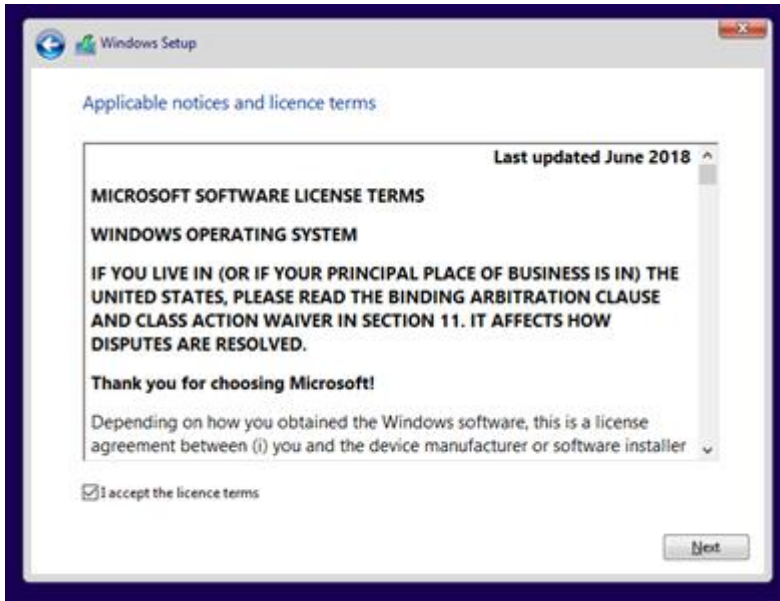 Windows Setup
Applicable notices and licence terms
Last updated June 2018
MICROSOFT SOFTWARE LICENSE TERMS
WINDOWS OPERATING SYSTEM
IF YOU LIVE IN (OR IF YOUR PRINCIPAL PLACE OF BUSINESS IS IN) THE
UNITED STATES, PLEASE READ THE BINDING ARBITRATION CLAUSE
AND CLASS ACTION WAIVER IN SECTION 11. IT AFFECTS HOW
DISPUTES ARE RESOLVED.
Thank you for choosing Microsoft!
Depending on how you obtained the Windows software, this is a license
agreement between (i) you and the device manufacturer or software installer
I accept the licence terms
Next